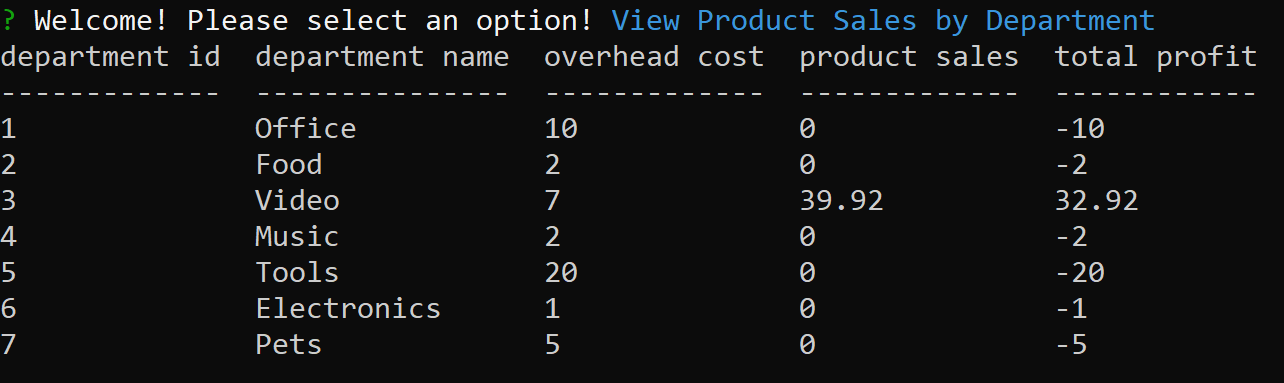 ? Welcome! Please select an option! View Product Sales by Department
department id  department name  overhead cost  product sales  total profit
-------------  ---------------  -------------  -------------  ------------
1              Office           10             0              -10
2              Food             2              0              -2
3              Video            7              39.92          32.92
4              Music            2              0              -2
5              Tools            20             0              -20
6              Electronics      1              0              -1
7              Pets             5              0              -5